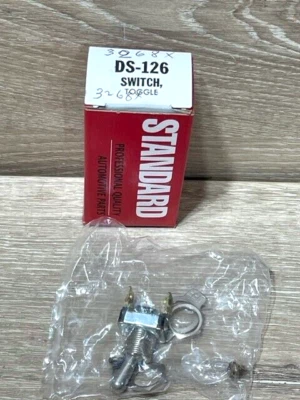 3268X
DS-126
SWITCH,
TOGGLE
3268X
STANDARD
PROFESSIONAL QUALITY
AUTOMOTIVE PARTS